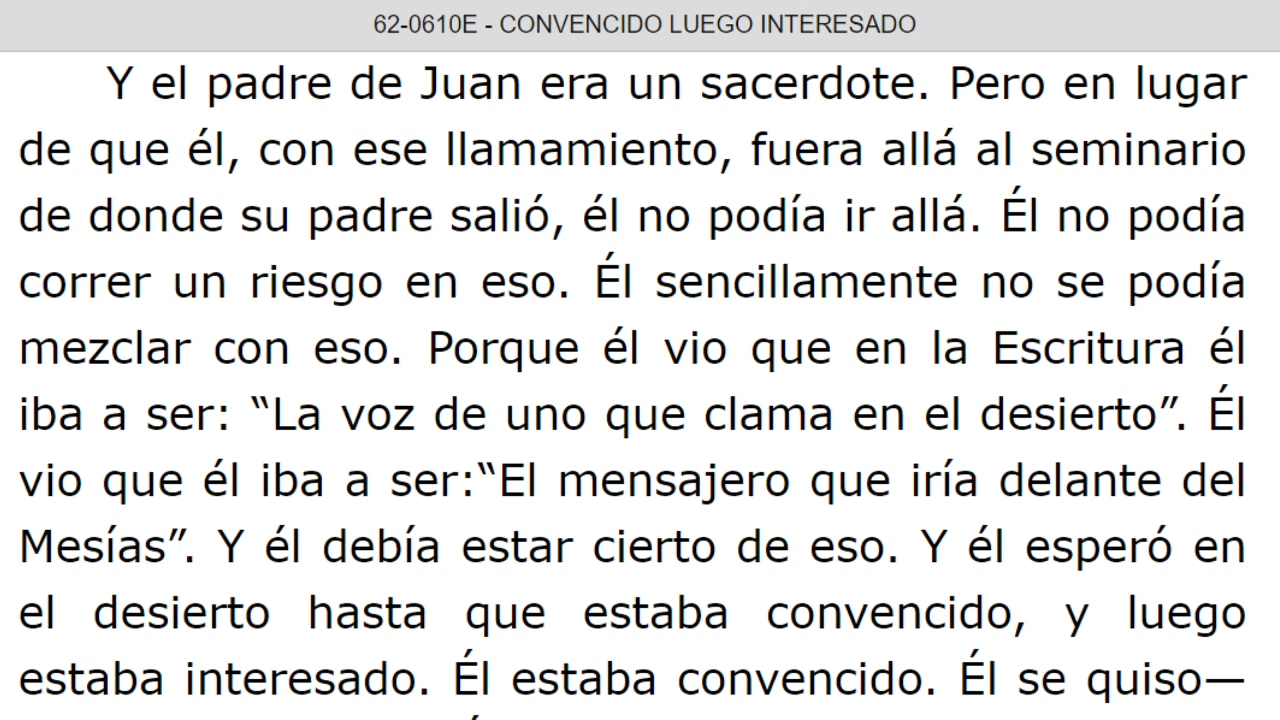 62-0610E - CONVENCIDO LUEGO INTERESADO
Y el padre de Juan era un sacerdote. Pero en lugar
de que él, con ese llamamiento, fuera allá al seminario
de donde su padre salió, él no podía ir allá. Él no podía
correr un riesgo en eso. Él sencillamente no se podía
mezclar con eso. Porque él vio que en la Escritura él
iba a ser: “La voz de uno que clama en el desierto”. Él
vio que él iba a ser:“El mensajero que iría delante del
Mesías”. Y él debía estar cierto de eso. Y él esperó en
el desierto hasta que estaba convencido, y luego
estaba interesado. Él estaba convencido. Él se quiso—